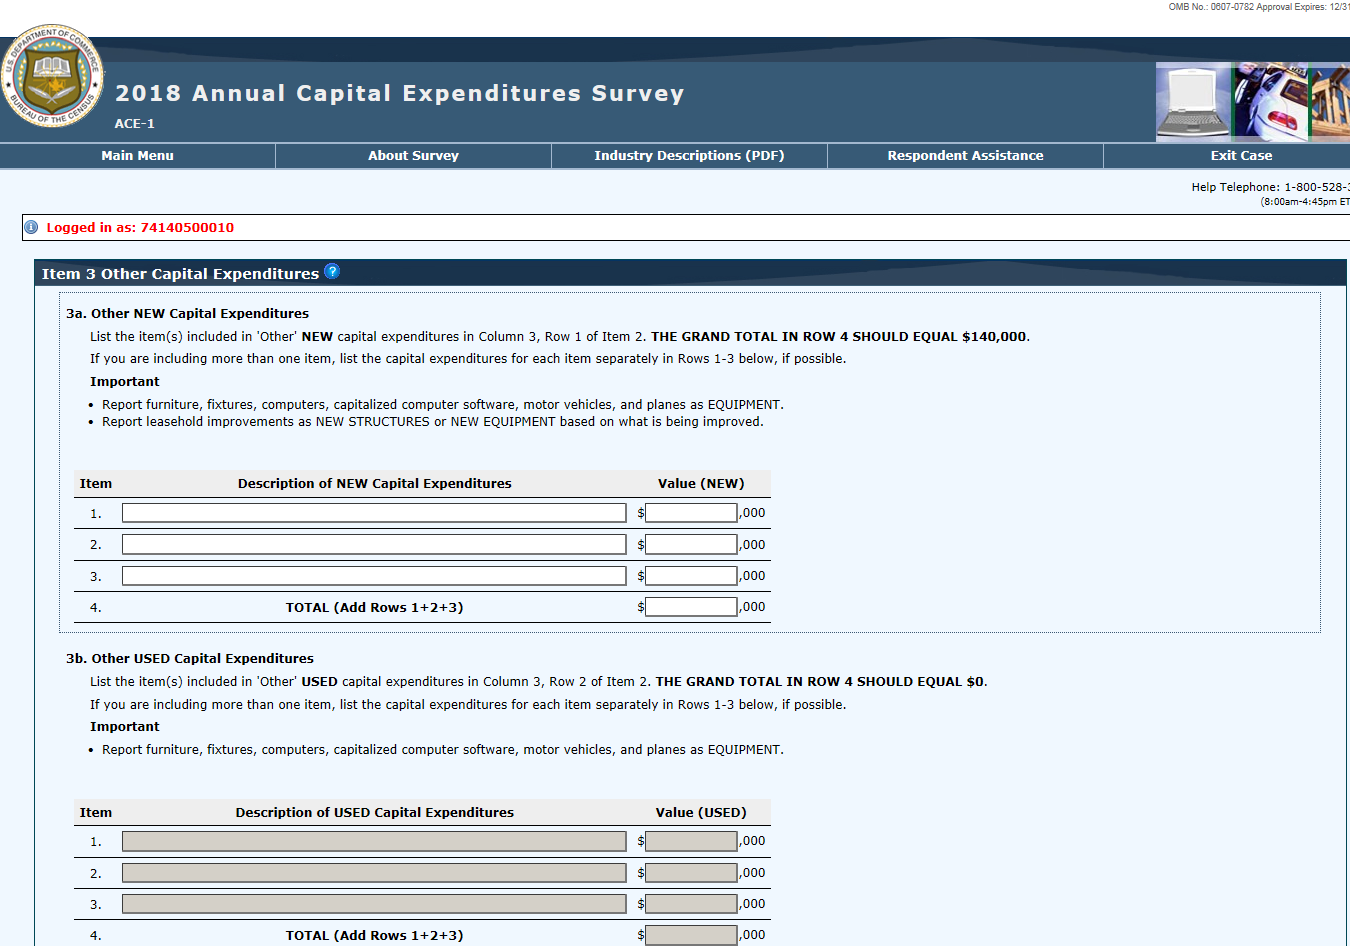 OMB No.: 0607-0782 Approval Expires: 12/31
U.S. DEPARTMENT OF COMMERCE
BUREAU OF THE CENSUS
2018 Annual Capital Expenditures Survey
ACE-1
Main Menu About Survey Industry Descriptions (PDF) Respondent Assistance Exit Case
Help Telephone: 1-800-528-3
(8:00am-4:45pm ET
Logged in as: 74140500010
Item 3 Other Capital Expenditures ?
3a. Other NEW Capital Expenditures
List the item(s) included in 'Other' NEW capital expenditures in Column 3, Row 1 of Item 2. THE GRAND TOTAL IN ROW 4 SHOULD EQUAL $140,000.
If you are including more than one item, list the capital expenditures for each item separately in Rows 1-3 below, if possible.
Important
• Report furniture, fixtures, computers, capitalized computer software, motor vehicles, and planes as EQUIPMENT.
• Report leasehold improvements as NEW STRUCTURES or NEW EQUIPMENT based on what is being improved.
Item Description of NEW Capital Expenditures Value (NEW)
1. $ ,000
2. $ ,000
3. $ ,000
4. TOTAL (Add Rows 1+2+3) $ ,000
3b. Other USED Capital Expenditures
List the item(s) included in 'Other' USED capital expenditures in Column 3, Row 2 of Item 2. THE GRAND TOTAL IN ROW 4 SHOULD EQUAL $0.
If you are including more than one item, list the capital expenditures for each item separately in Rows 1-3 below, if possible.
Important
• Report furniture, fixtures, computers, capitalized computer software, motor vehicles, and planes as EQUIPMENT.
Item Description of USED Capital Expenditures Value (USED)
1. $ ,000
2. $ ,000
3. $ ,000
4. TOTAL (Add Rows 1+2+3) $ ,000